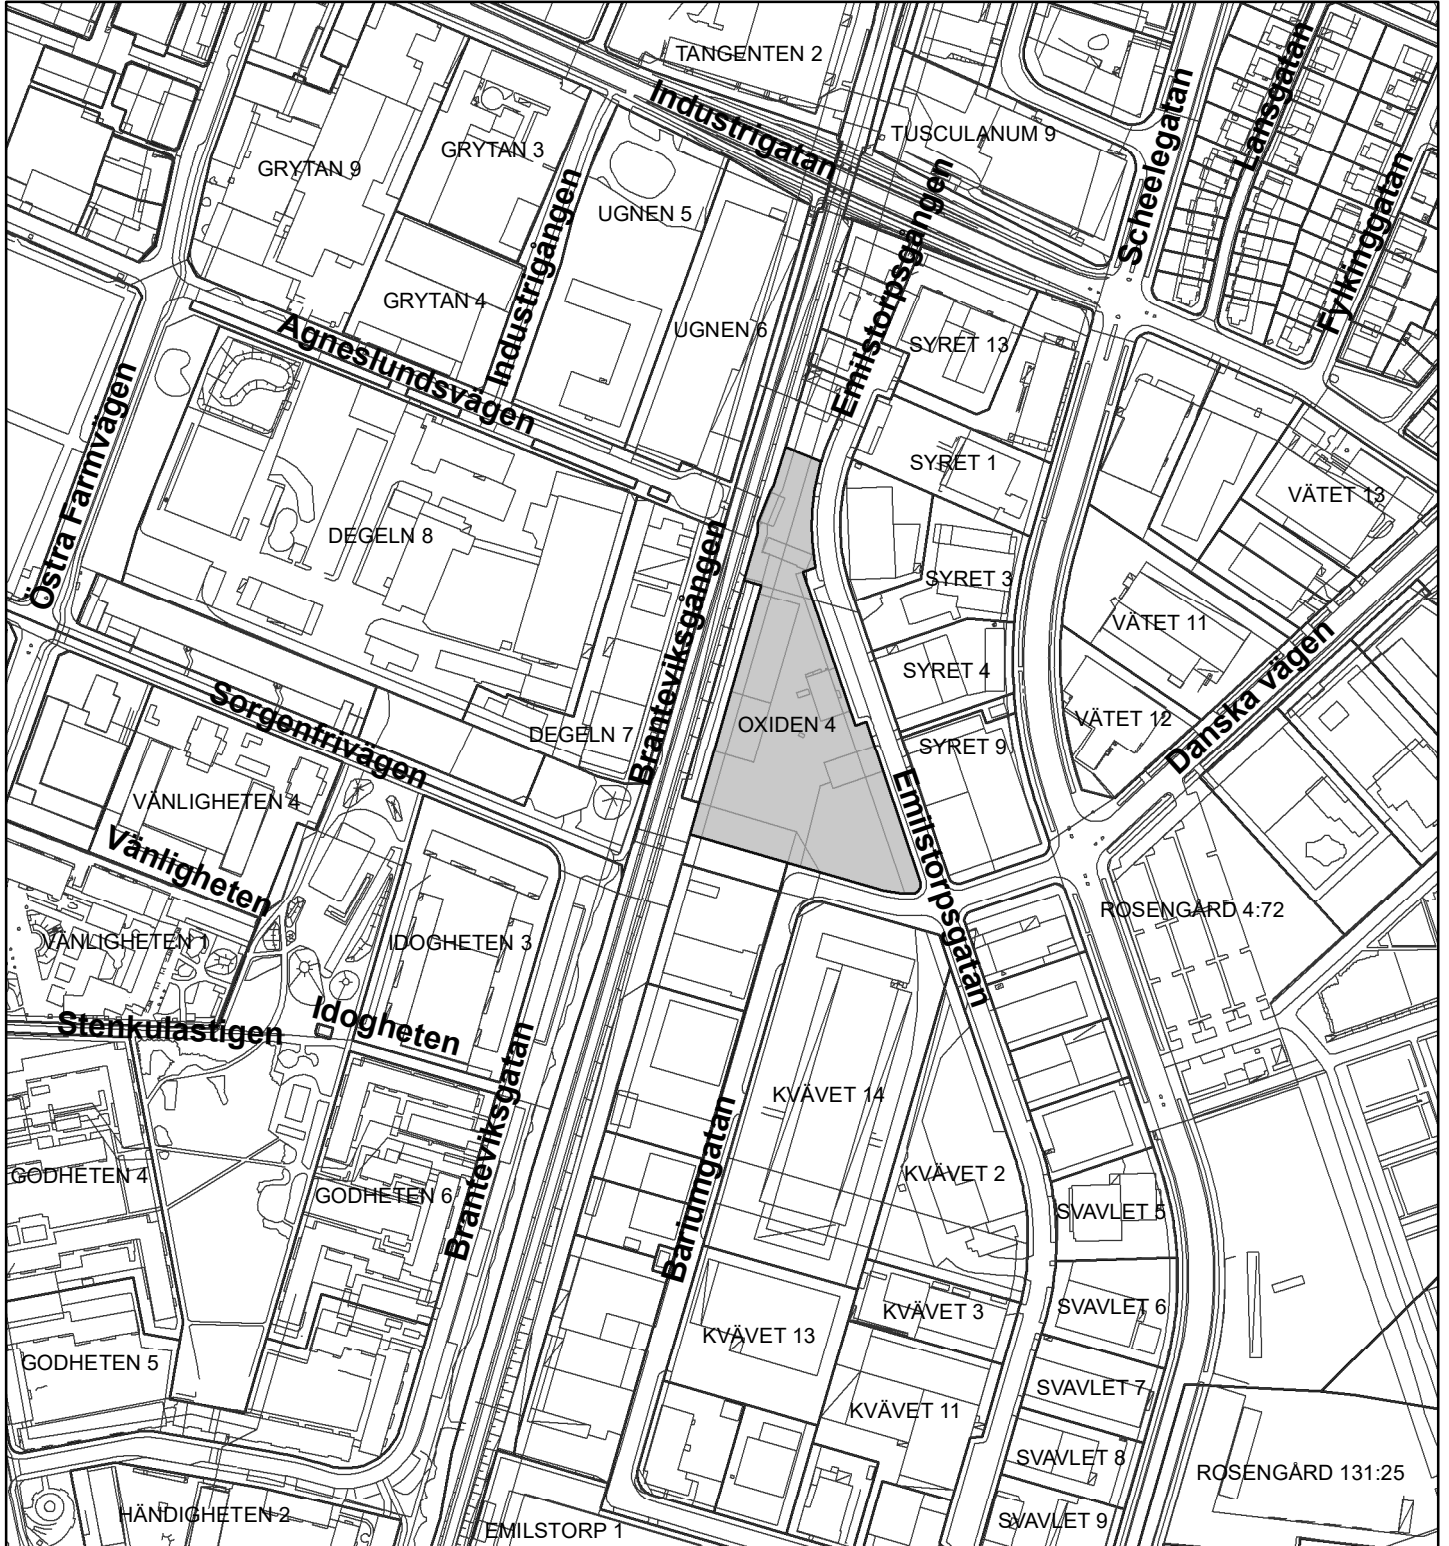 TANGENTEN 2
Industrigatan
Lansgatan
Scheelegatan
TUSCULANUM 9
GRYTAN 3
GRYTAN 9
Fylkinggatan
Emilstorpsgången
Industrigången
UGNEN 5
GRYTAN 4
UGNEN 6
Agneslundsvägen
SYRET 13
Östra Farmvägen
SYRET 1
VÄTET 13
DEGELN 8
Branteviksgången
SYRET 3
VÄTET 11
SYRET 4
Danska vägen
Sorgenfrivägen
OXIDEN 4
VÄTET 12
DEGELN 7
SYRET 9
VÄNLIGHETEN 4
Vänligheten
Emilstorpsgatan
ROSENGÅRD 4:72
VÄNLIGHETEN 1
IDOGHETEN 3
Stenkulastigen
Idogheten
KVÄVET 14
Branteviksgatan
Bariumgatan
GODHETEN 4
KVÄVET 2
GODHETEN 6
SVAVLET 5
KVÄVET 3
SVAVLET 6
KVÄVET 13
GODHETEN 5
SVAVLET 7
KVÄVET 11
SVAVLET 8
ROSENGÅRD 131:25
HÄNDIGHETEN 2
EMILSTORP 1
SVAVLET 9